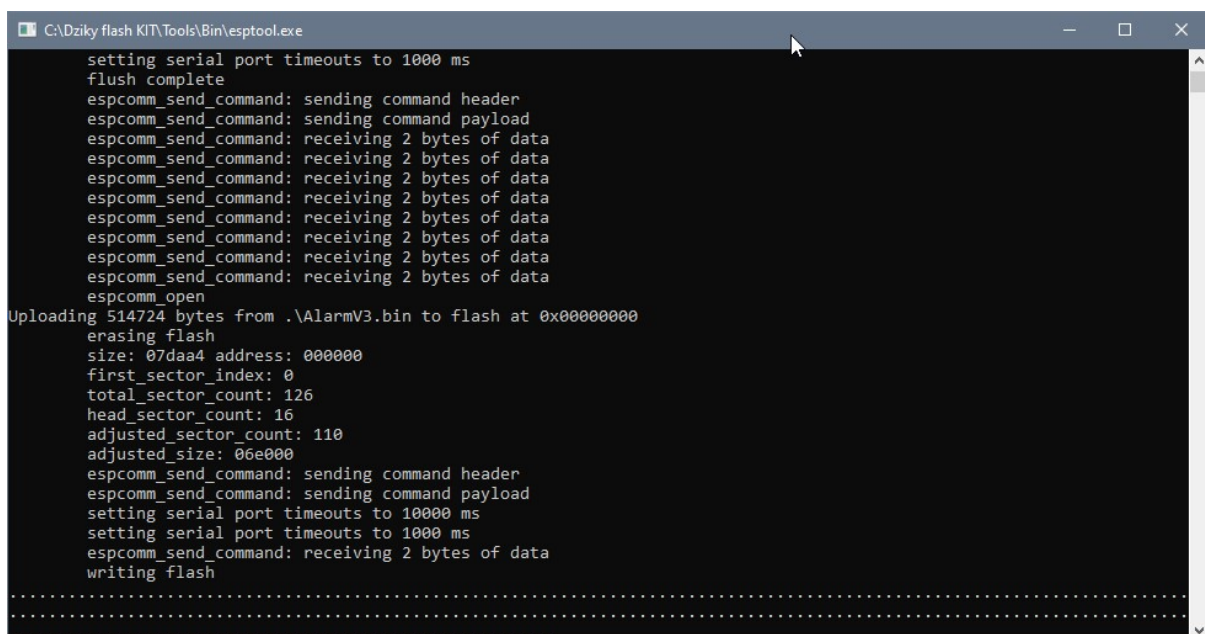 C:\Dziky flash KIT\Tools\Bin\esptool.exe
setting serial port timeouts to 1000 ms
flush complete
espcomm_send_command: sending command header
espcomm_send_command: sending command payload
espcomm_send_command: receiving 2 bytes of data
espcomm_send_command: receiving 2 bytes of data
espcomm_send_command: receiving 2 bytes of data
espcomm_send_command: receiving 2 bytes of data
espcomm_send_command: receiving 2 bytes of data
espcomm_send_command: receiving 2 bytes of data
espcomm_send_command: receiving 2 bytes of data
espcomm_send_command: receiving 2 bytes of data
espcomm_open
Uploading 514724 bytes from .\AlarmV3.bin to flash at 0x00000000
erasing flash
size: 07daa4 address: 000000
first_sector_index: 0
total_sector_count: 126
head_sector_count: 16
adjusted_sector_count: 110
adjusted_size: 06e000
espcomm_send_command: sending command header
espcomm_send_command: sending command payload
setting serial port timeouts to 10000 ms
setting serial port timeouts to 1000 ms
espcomm_send_command: receiving 2 bytes of data
writing flash
........................................................................................................................
........................................................................................................................